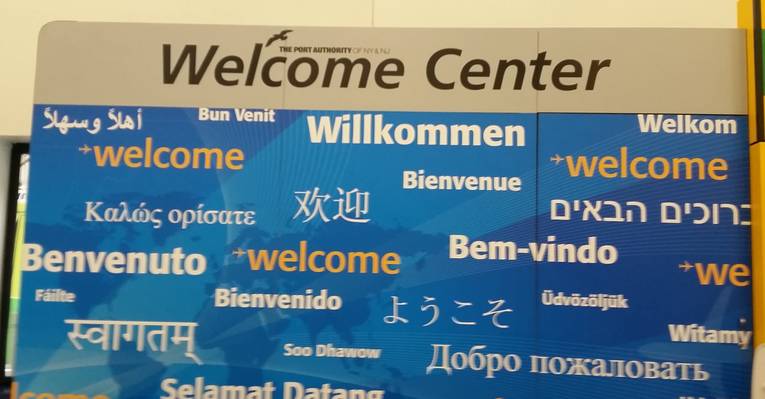 THE PORT AUTHORITY OF NY & NJ
Welcome Center
أهلاً وسهلاً
Bun Venit
Willkommen
Welkom
welcome
welcome
Bienvenue
Καλώς ορίσατε
欢迎
ברוכים הבאים
Benvenuto
welcome
Bem-vindo
we
Fáilte
Bienvenido
ようこそ
Üdvözöljük
स्वागतम्
Soo Dhawow
Добро пожаловать
Witamy
lcome
Selamat Datang